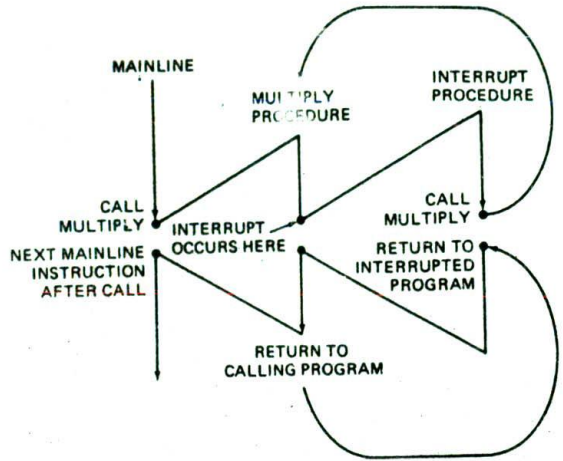 MAINLINE
MULTIPLY
PROCEDURE
INTERRUPT
PROCEDURE
CALL
MULTIPLY
INTERRUPT
OCCURS HERE
CALL
MULTIPLY
NEXT MAINLINE
INSTRUCTION
AFTER CALL
RETURN TO
INTERRUPTED
PROGRAM
RETURN TO
CALLING PROGRAM